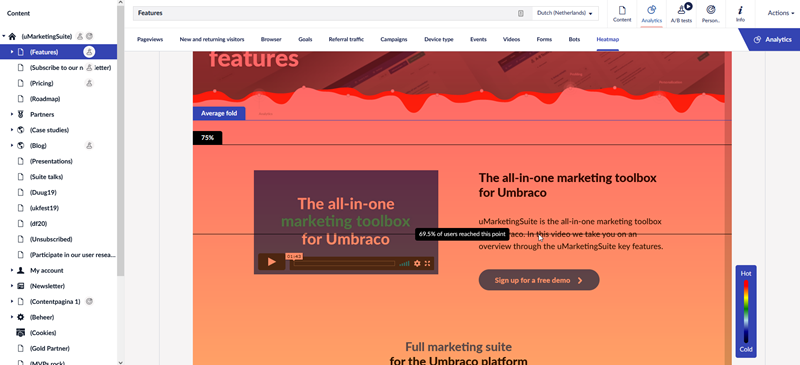 Content
(uMarketingSuite)
(Features)
(Subscribe to our n
letter)
(Pricing)
(Roadmap)
Partners
(Case studies)
(Blog)
(Presentations)
(Suite talks)
(Duug19)
(ukfest19)
(df20)
(Unsubscribed)
(Participate in our user resea...
My account
(Newsletter)
(Contentpagina 1)
(Beheer)
(Cookies)
(Gold Partner)
(MVPs rock)
Features
Dutch (Netherlands)
Content
Analytics
A/B tests
Person..
Info
Actions
Pageviews
New and returning visitors
Browser
Goals
Referral traffic
Campaigns
Device type
Events
Videos
Forms
Bots
Heatmap
Analytics
features
Average fold
75%
The all-in-one
marketing toolbox
for Umbraco
01:43
The all-in-one marketing toolbox
for Umbraco
uMarketingSuite is the all-in-one marketing toolbox
braco. In this video we take you on an
overview through the uMarketingSuite key features.
69.5% of users reached this point
Sign up for a free demo
Hot
Cold
Full marketing suite
for the Umbraco platform